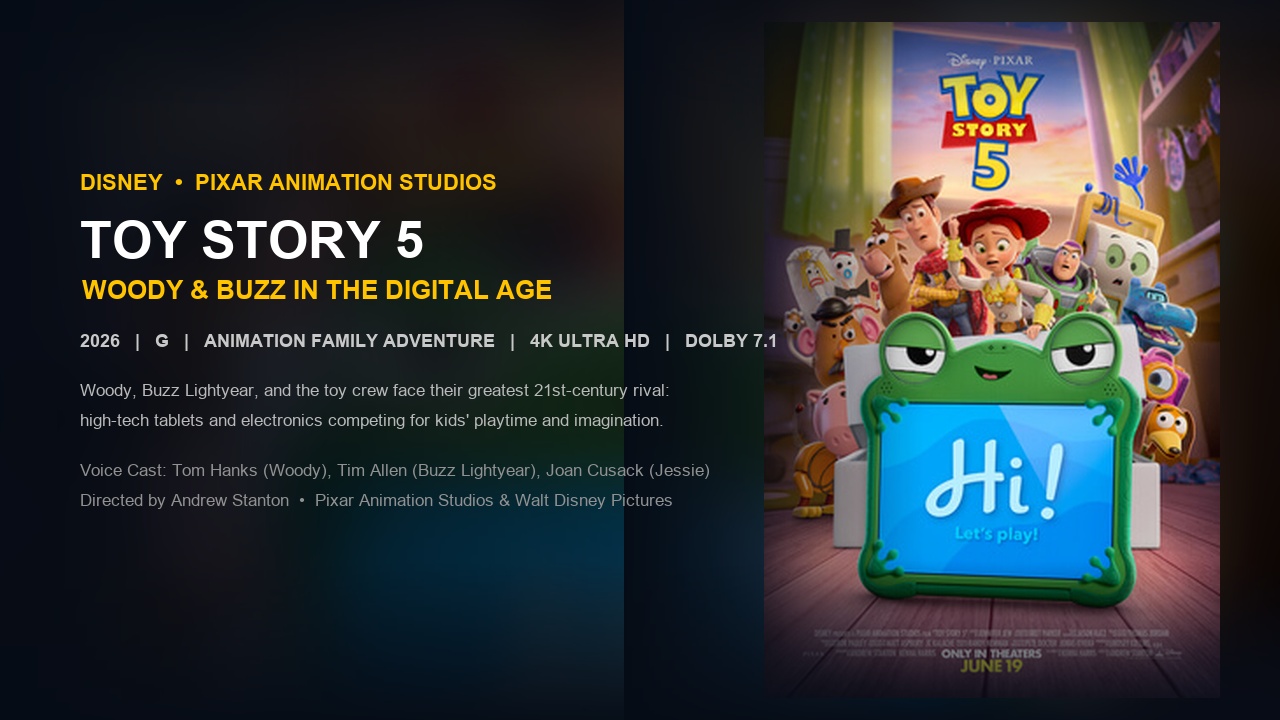 DISNEY • PIXAR ANIMATION STUDIOS
TOY STORY 5
WOODY & BUZZ IN THE DIGITAL AGE
2026 | G | ANIMATION FAMILY ADVENTURE | 4K ULTRA HD | DOLBY 7.1
Woody, Buzz Lightyear, and the toy crew face their greatest 21st-century rival:
high-tech tablets and electronics competing for kids' playtime and imagination.
Voice Cast: Tom Hanks (Woody), Tim Allen (Buzz Lightyear), Joan Cusack (Jessie)
Directed by Andrew Stanton • Pixar Animation Studios & Walt Disney Pictures
Disney · PIXAR
TOY
STORY
5
Hi!
Let's play!
ONLY IN THEATERS
JUNE 19